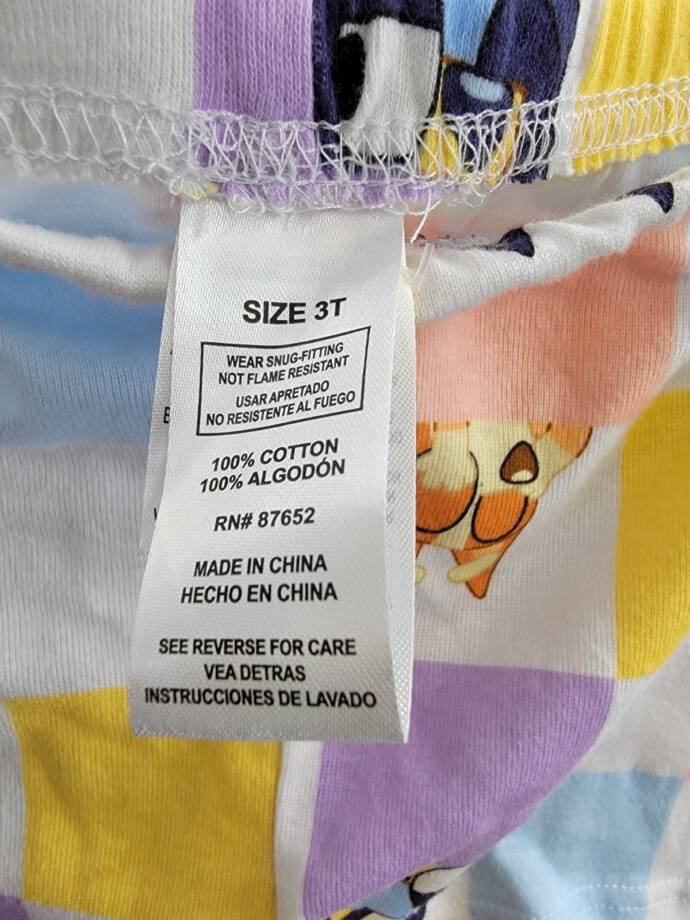 SIZE 3T
WEAR SNUG-FITTING
NOT FLAME RESISTANT
USAR APRETADO
NO RESISTENTE AL FUEGO
100% COTTON
100% ALGODÓN
RN# 87652
MADE IN CHINA
HECHO EN CHINA
SEE REVERSE FOR CARE
VEA DETRAS
INSTRUCCIONES DE LAVADO